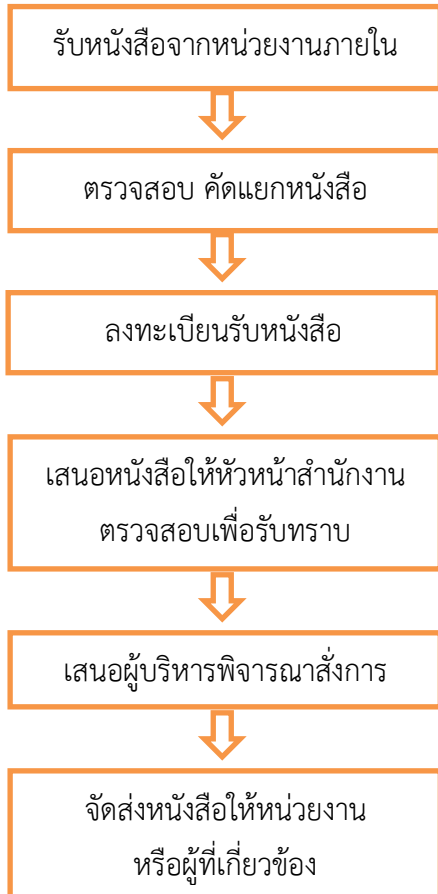 รับหนังสือจากหน่วยงานภายใน
ตรวจสอบ คัดแยกหนังสือ
ลงทะเบียนรับหนังสือ
เสนอหนังสือให้หัวหน้าสำนักงาน
ตรวจสอบเพื่อรับทราบ
เสนอผู้บริหารพิจารณาสั่งการ
จัดส่งหนังสือให้หน่วยงาน
หรือผู้ที่เกี่ยวข้อง